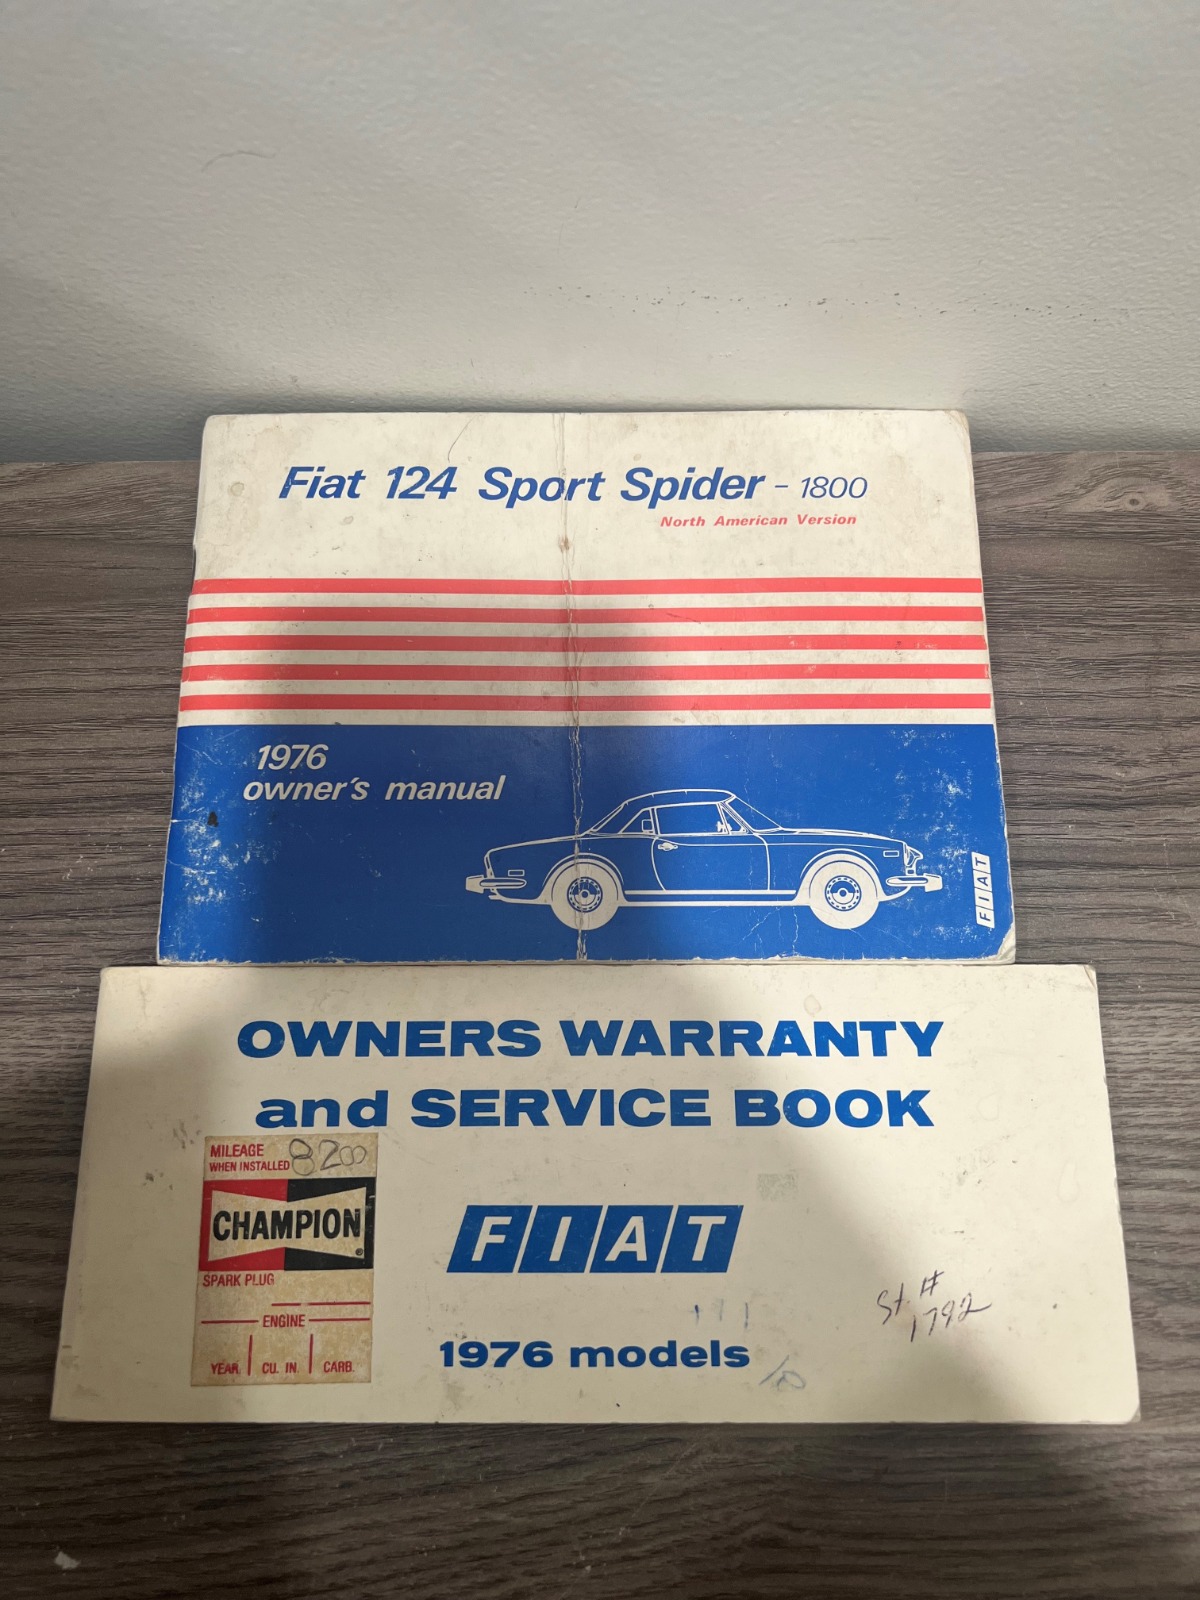 Fiat 124 Sport Spider - 1800
North American Version
1976
owner's manual
FIAT
OWNERS WARRANTY
and SERVICE BOOK
MILEAGE
WHEN INSTALLED 8200
CHAMPION
®
SPARK PLUG
ENGINE
YEAR CU. IN. CARB.
FIAT
St. #
1792
1976 models
10